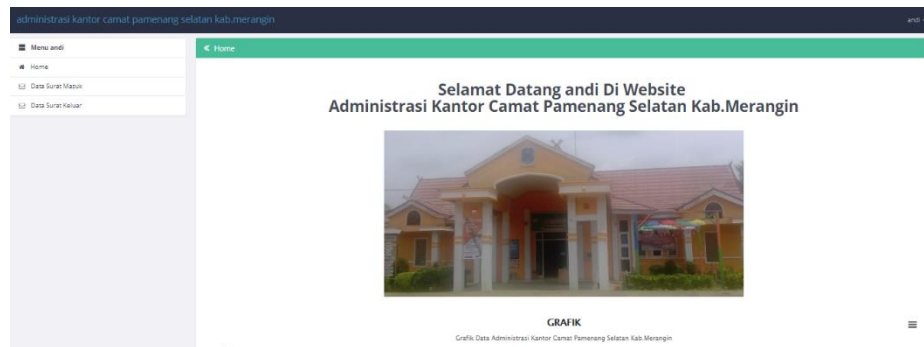 administrasi kantor camat pamenang selatan kab.merangin
andi
Menu andi
Home
Data Surat Masuk
Data Surat Keluar
Home
Selamat Datang andi Di Website
Administrasi Kantor Camat Pamenang Selatan Kab.Merangin
GRAFIK
Grafik Data Administrasi Kantor Camat Pamenang Selatan Kab.Merangin